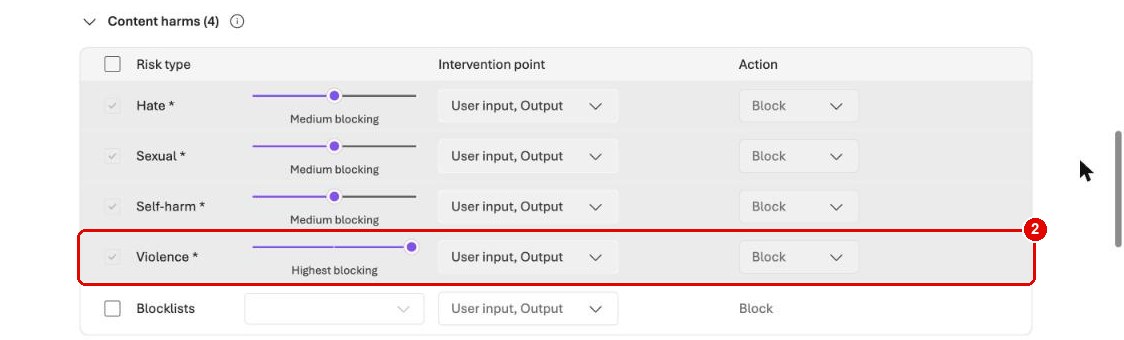 Content harms (4)
Risk type Intervention point Action
Hate * Medium blocking User input, Output Block
Sexual * Medium blocking User input, Output Block
Self-harm * Medium blocking User input, Output Block
2
Violence * Highest blocking User input, Output Block
Blocklists User input, Output Block